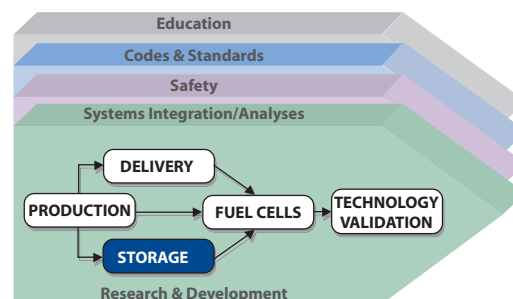 Education
Codes & Standards
Safety
Systems Integration/Analyses
DELIVERY
PRODUCTION
FUEL CELLS
TECHNOLOGY
VALIDATION
STORAGE
Research & Development